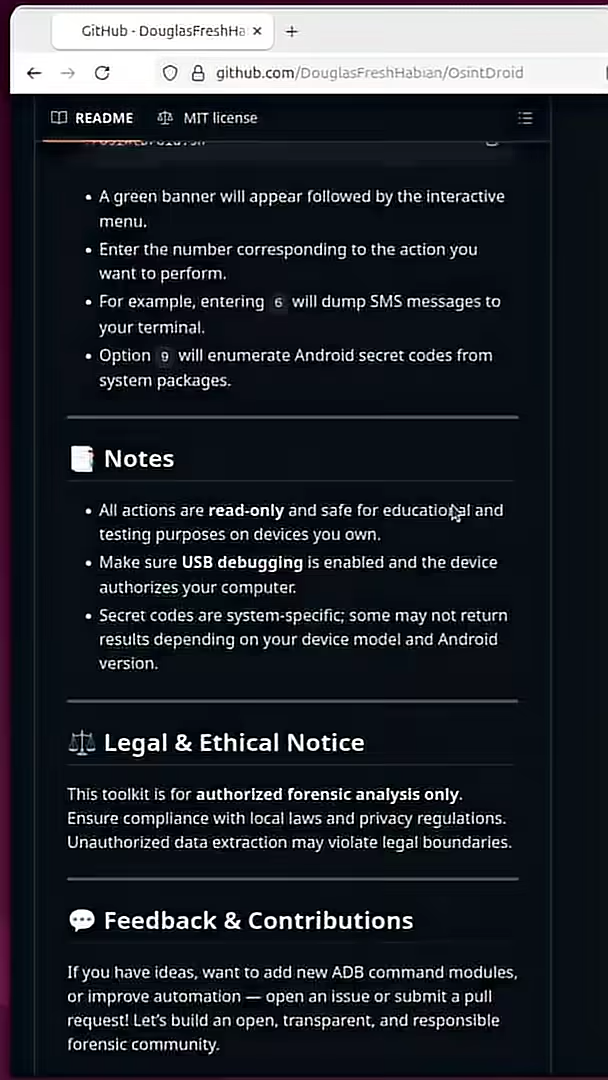 GitHub - DouglasFreshHa
github.com/DouglasFreshHabian/OsintDroid
README
MIT license
A green banner will appear followed by the interactive
menu.
Enter the number corresponding to the action you
want to perform.
For example, entering 6 will dump SMS messages to
your terminal.
Option 9 will enumerate Android secret codes from
system packages.
Notes
All actions are read-only and safe for educational and
testing purposes on devices you own.
Make sure USB debugging is enabled and the device
authorizes your computer.
Secret codes are system-specific; some may not return
results depending on your device model and Android
version.
Legal & Ethical Notice
This toolkit is for authorized forensic analysis only.
Ensure compliance with local laws and privacy regulations.
Unauthorized data extraction may violate legal boundaries.
Feedback & Contributions
If you have ideas, want to add new ADB command modules,
or improve automation — open an issue or submit a pull
request! Let's build an open, transparent, and responsible
forensic community.